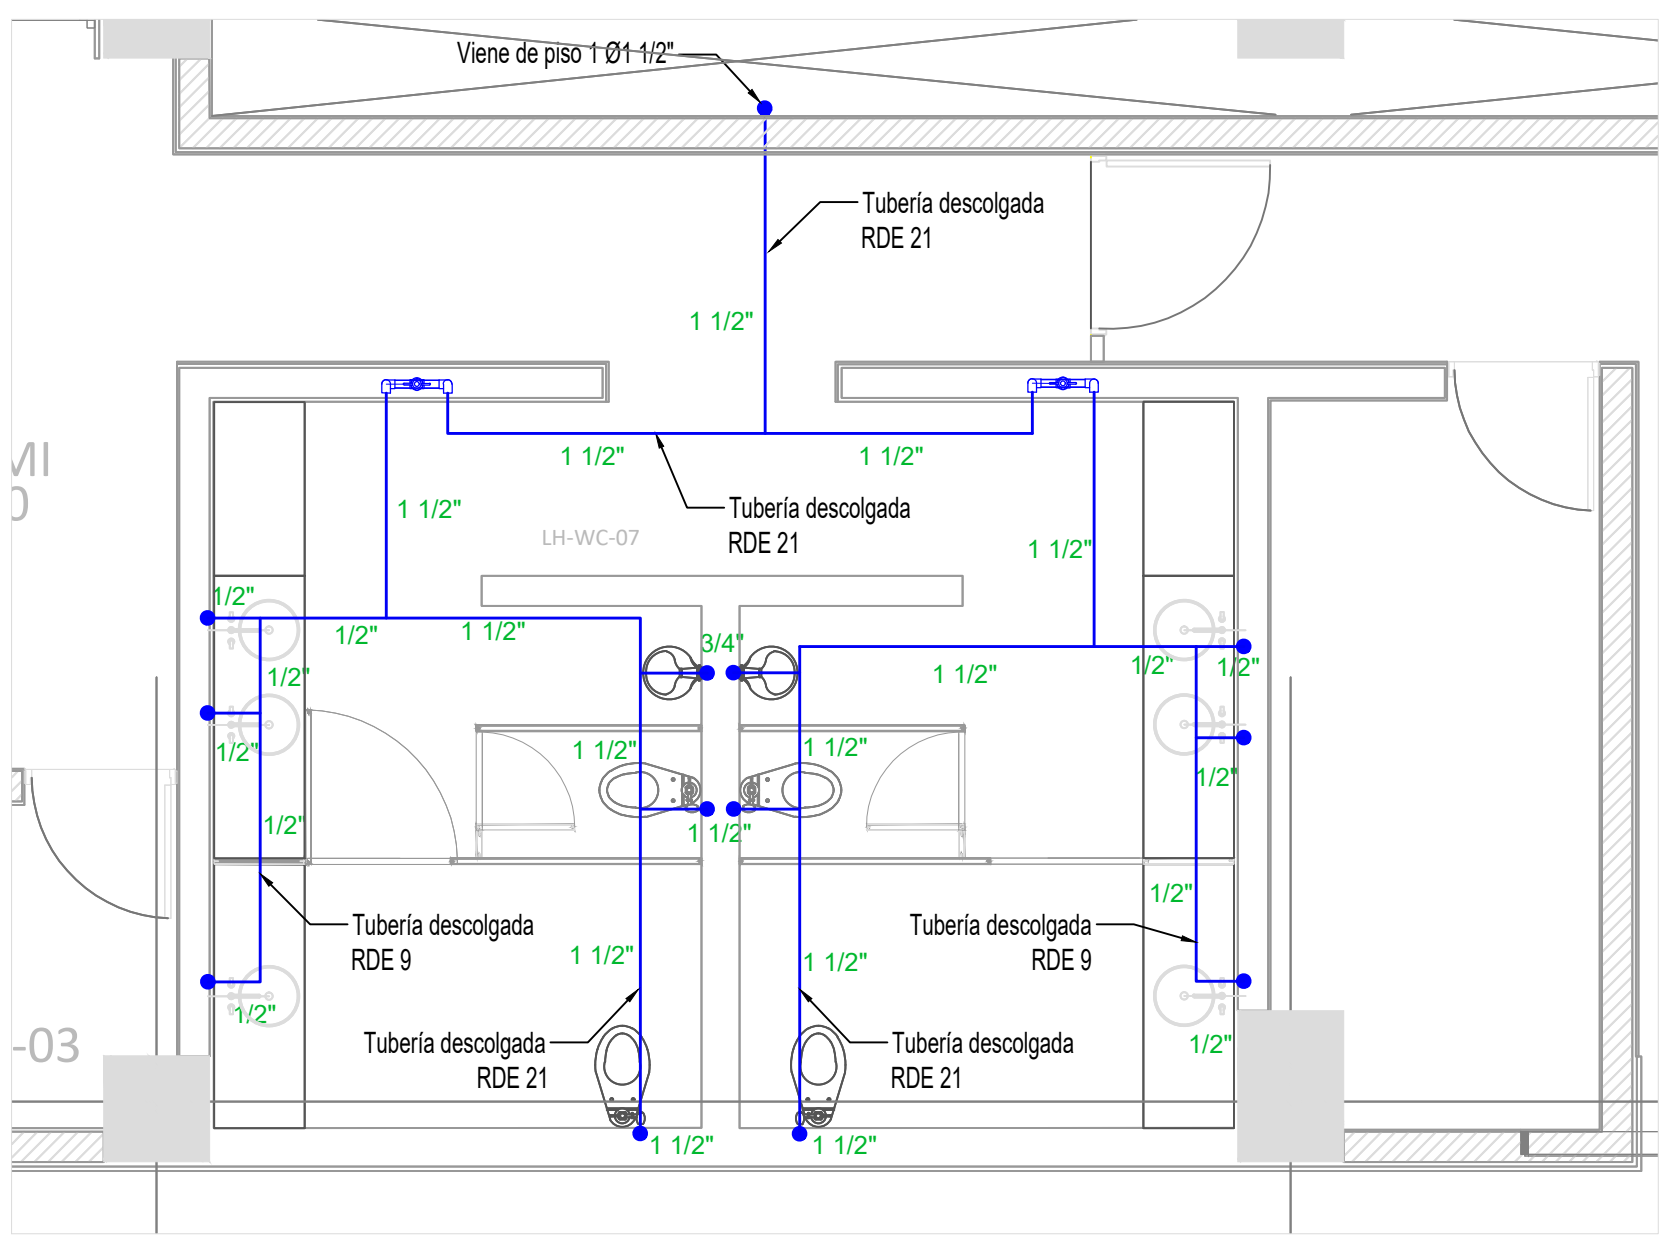 Viene de piso 1 Ø1 1/2"
Tubería descolgada
RDE 21
1 1/2"
1 1/2"
1 1/2"
MI
0
1 1/2"
Tubería descolgada
RDE 21
LH-WC-07
1 1/2"
1/2"
1/2"
1 1/2"
3/4"
1/2"
1 1/2"
1/2"
1/2"
1/2"
1 1/2"
1 1/2"
1/2"
1/2"
1 1/2"
1/2"
Tubería descolgada
RDE 9
Tubería descolgada
RDE 9
1 1/2"
1 1/2"
1/2"
-03
Tubería descolgada
RDE 21
Tubería descolgada
RDE 21
1/2"
1 1/2"
1 1/2"